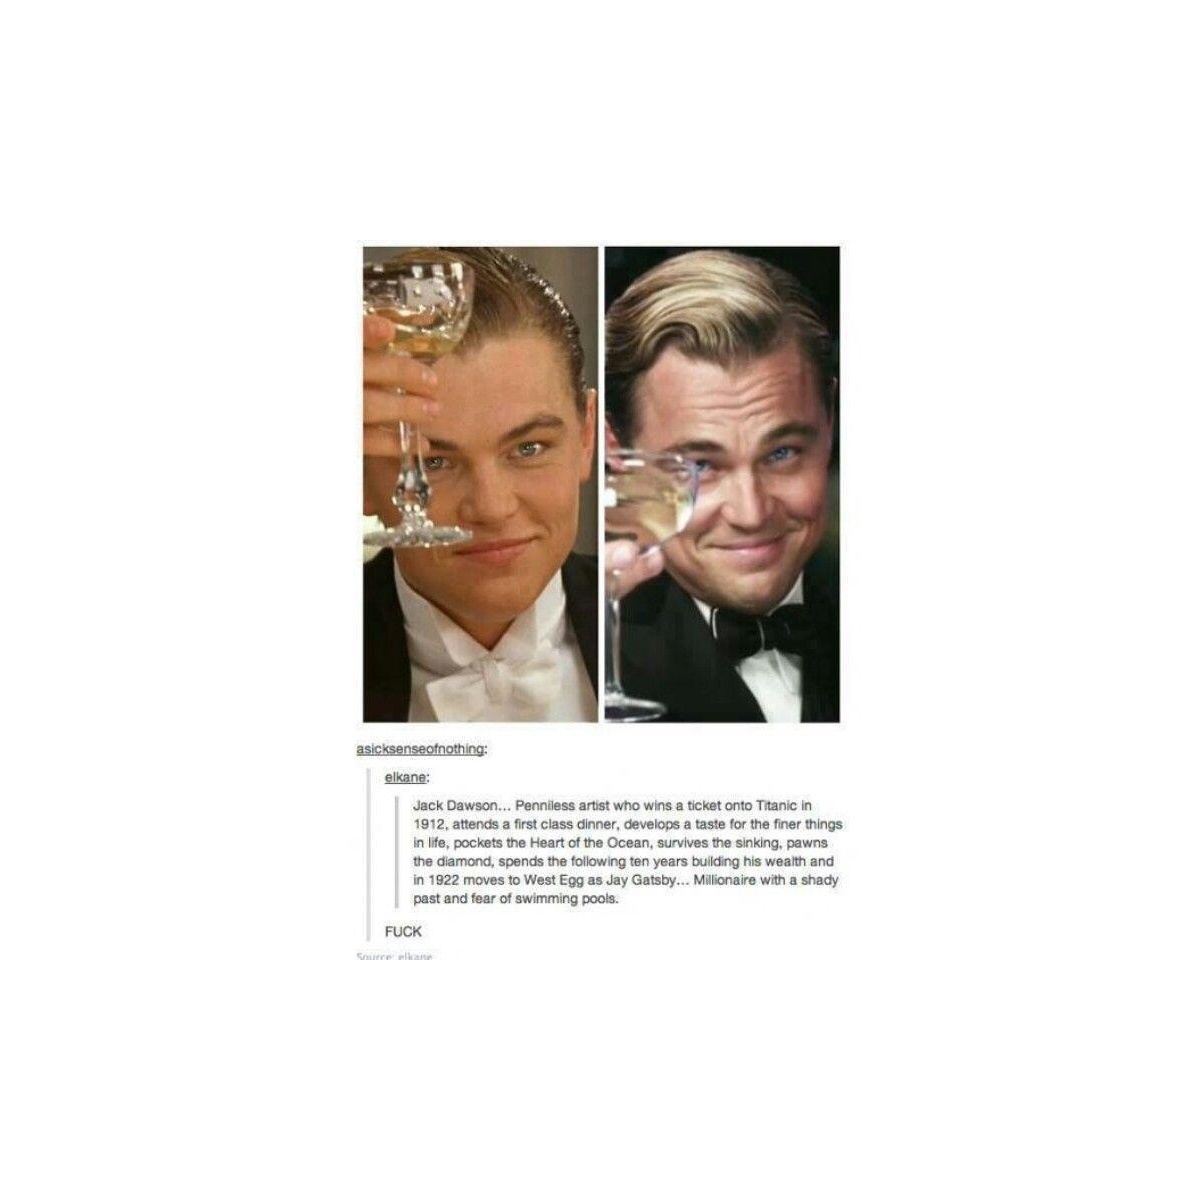 asicksenseofnothing:
elkane:
Jack Dawson... Penniless artist who wins a ticket onto Titanic in
1912, attends a first class dinner, develops a taste for the finer things
in life, pockets the Heart of the Ocean, survives the sinking, pawns
the diamond, spends the following ten years building his wealth and
in 1922 moves to West Egg as Jay Gatsby... Millionaire with a shady
past and fear of swimming pools.
FUCK
Source: elkane